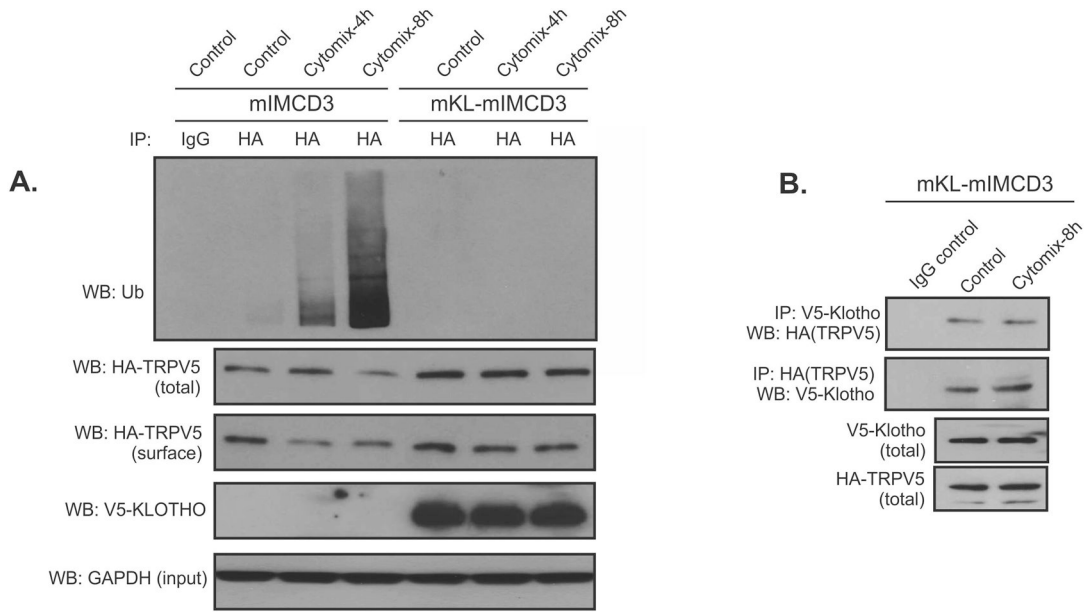 Control
Control
Cytomix-4h
Cytomix-8h
Control
Cytomix-4h
Cytomix-8h
mIMCD3
mKL-mIMCD3
IP: IgG HA HA HA HA HA HA
A.
WB: Ub
WB: HA-TRPV5
(total)
WB: HA-TRPV5
(surface)
WB: V5-KLOTHO
WB: GAPDH (input)
B.
mKL-mIMCD3
IgG control
Control
Cytomix-8h
IP: V5-Klotho
WB: HA(TRPV5)
IP: HA(TRPV5)
WB: V5-Klotho
V5-Klotho
(total)
HA-TRPV5
(total)